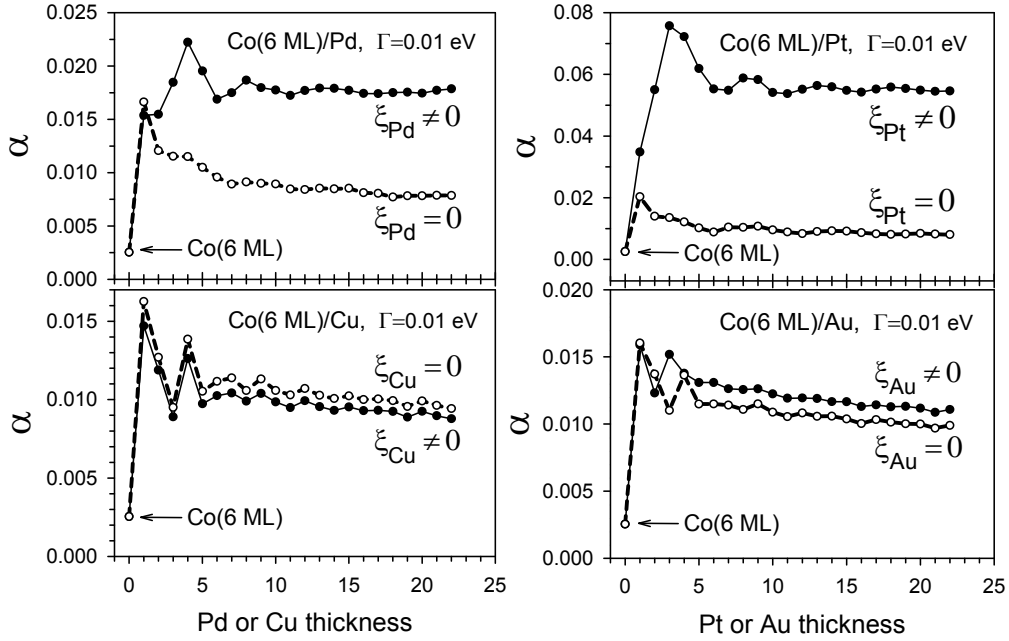 Co(6 ML)/Pd, Γ=0.01 eV
0.025
0.020
0.015
0.010
0.005
0.000
α
ξPd ≠ 0
ξPd = 0
Co(6 ML)
Co(6 ML)/Pt, Γ=0.01 eV
0.08
0.06
0.04
0.02
0.00
α
ξPt ≠ 0
ξPt = 0
Co(6 ML)
Co(6 ML)/Cu, Γ=0.01 eV
0.015
0.010
0.005
0.000
α
ξCu = 0
ξCu ≠ 0
Co(6 ML)
0 5 10 15 20 25
Pd or Cu thickness
Co(6 ML)/Au, Γ=0.01 eV
0.020
0.015
0.010
0.005
0.000
α
ξAu ≠ 0
ξAu = 0
Co(6 ML)
0 5 10 15 20 25
Pt or Au thickness